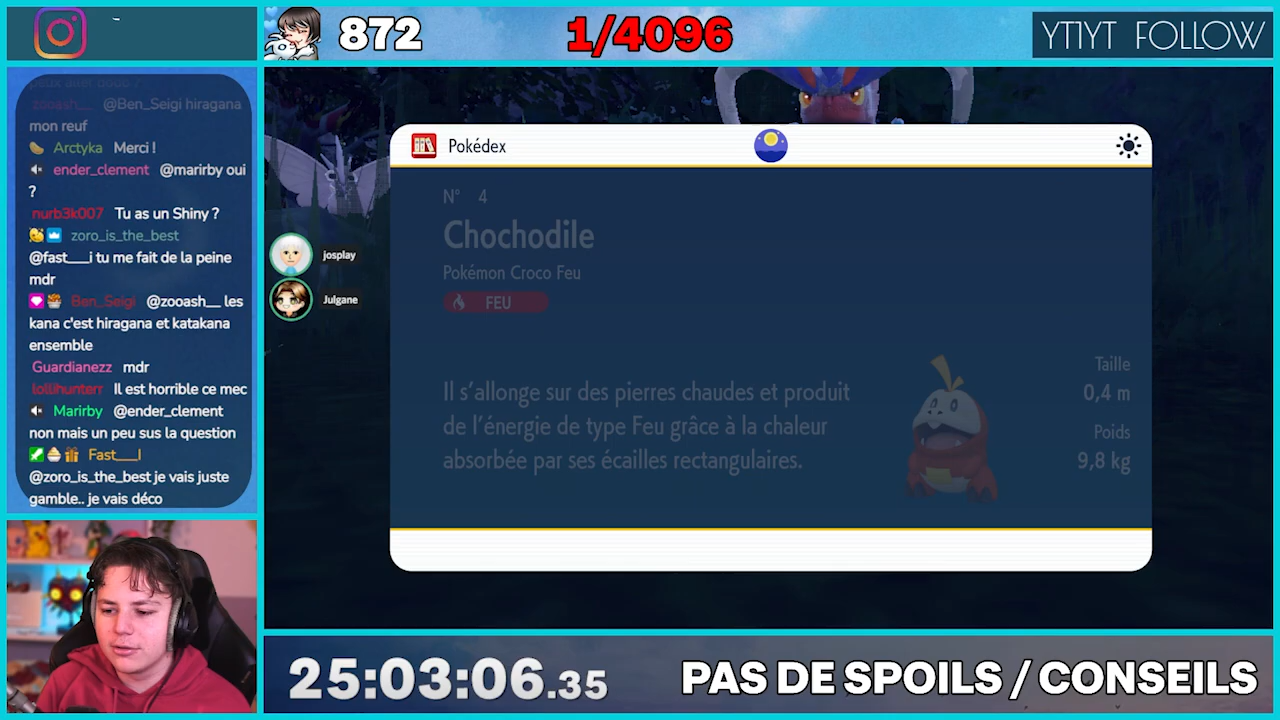 872
1/4096
YTIYT FOLLOW
peux aller dodo ?
zooash__ @Ben_Seigi hiragana
mon reuf
Arctyka Merci !
ender_clement @marirby oui
?
nurb3k007 Tu as un Shiny ?
zoro_is_the_best
@fast___i tu me fait de la peine
mdr
Ben_Seigi @zooash__ les
kana c'est hiragana et katakana
ensemble
Guardianezz mdr
lollihunterr Il est horrible ce mec
Marirby @ender_clement
non mais un peu sus la question
Fast___I
@zoro_is_the_best je vais juste
gamble.. je vais déco
josplay
Julgane
Pokédex
N° 4
Chochodile
Pokémon Croco Feu
FEU
Il s'allonge sur des pierres chaudes et produit
de l'énergie de type Feu grâce à la chaleur
absorbée par ses écailles rectangulaires.
Taille
0,4 m
Poids
9,8 kg
25:03:06.35
PAS DE SPOILS / CONSEILS